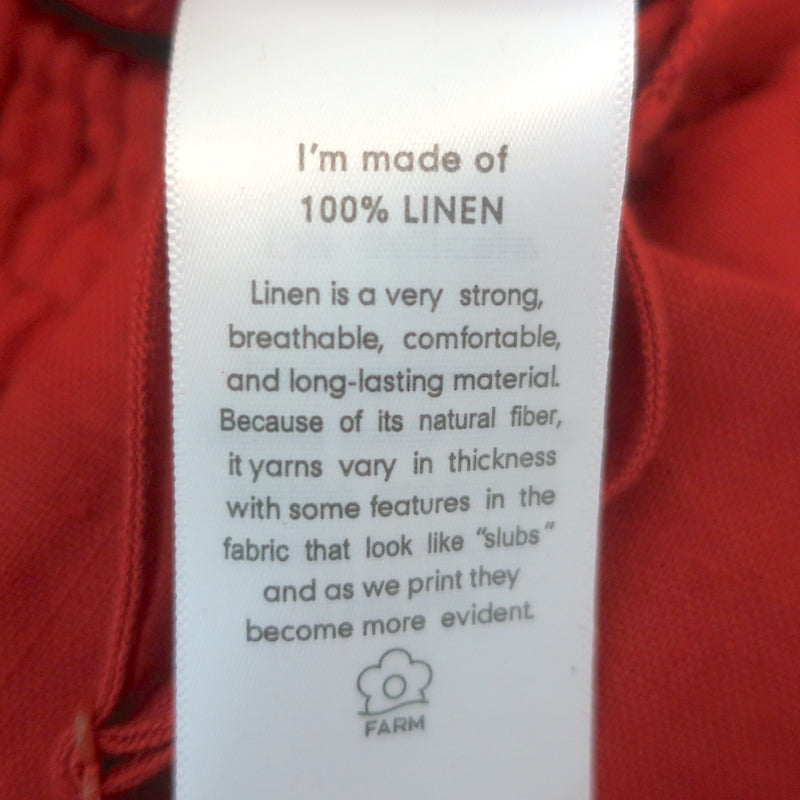 I'm made of
100% LINEN
Linen is a very strong,
breathable, comfortable,
and long-lasting material.
Because of its natural fiber,
it yarns vary in thickness
with some features in the
fabric that look like “slubs”
and as we print they
become more evident.
FARM